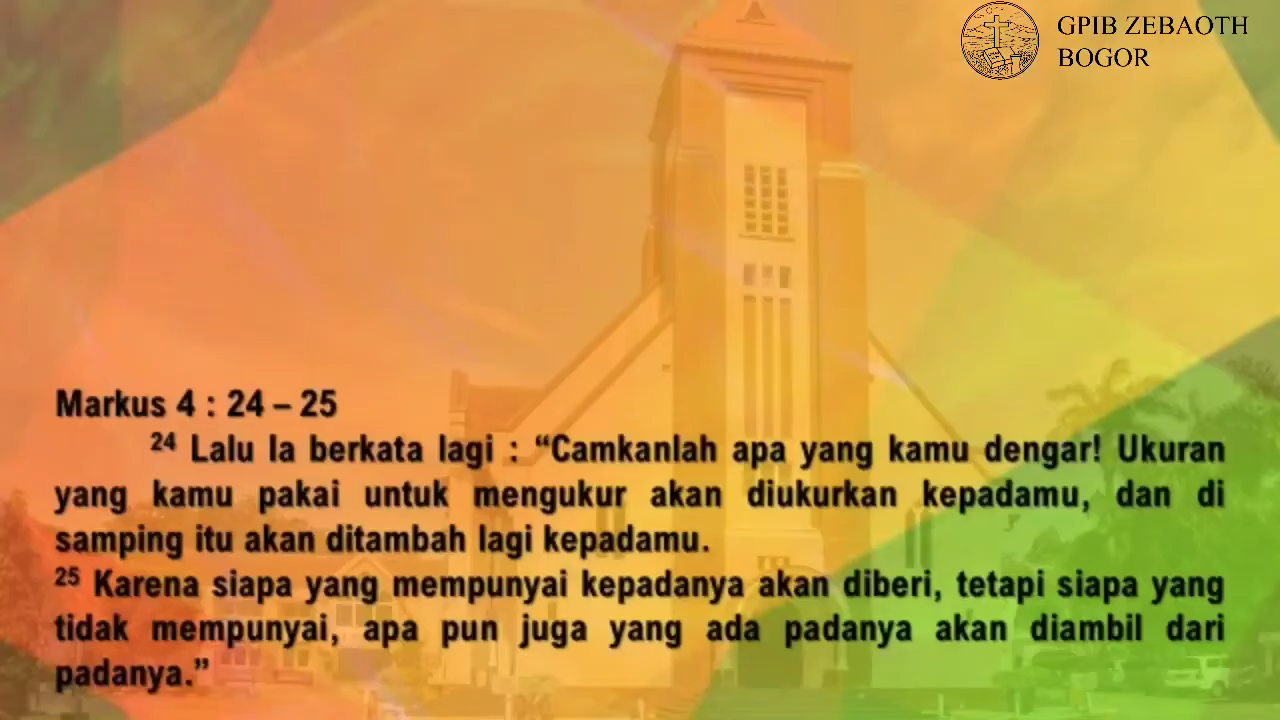 GPIB ZEBAOTH
BOGOR
Markus 4 : 24 – 25
24 Lalu Ia berkata lagi : “Camkanlah apa yang kamu dengar! Ukuran
yang kamu pakai untuk mengukur akan diukurkan kepadamu, dan di
samping itu akan ditambah lagi kepadamu.
25 Karena siapa yang mempunyai kepadanya akan diberi, tetapi siapa yang
tidak mempunyai, apa pun juga yang ada padanya akan diambil dari
padanya.”